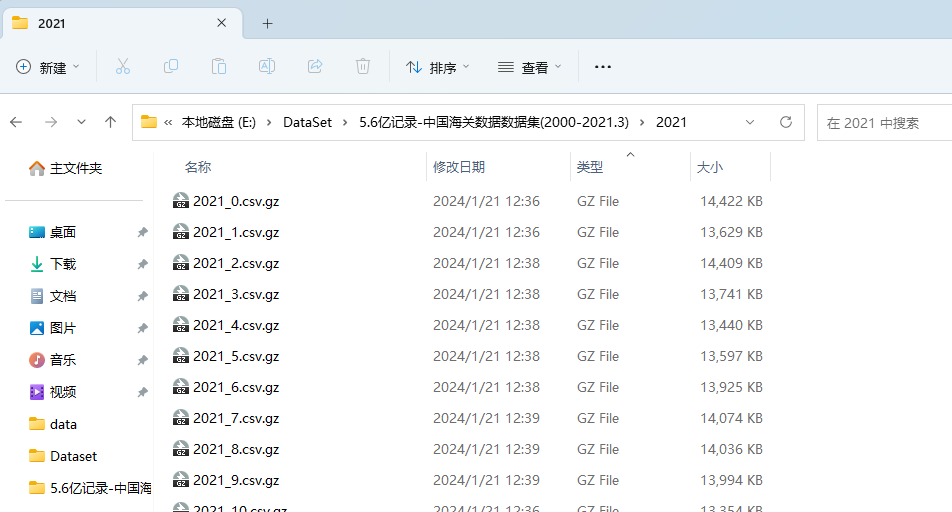 2021
新建
排序
查看
« 本地磁盘 (E:) > DataSet > 5.6亿记录-中国海关数据数据集(2000-2021.3) > 2021
在 2021 中搜索
主文件夹
名称 修改日期 类型 大小
2021_0.csv.gz 2024/1/21 12:36 GZ File 14,422 KB
桌面
2021_1.csv.gz 2024/1/21 12:36 GZ File 13,629 KB
下载
2021_2.csv.gz 2024/1/21 12:38 GZ File 14,409 KB
文档
2021_3.csv.gz 2024/1/21 12:38 GZ File 13,741 KB
图片
2021_4.csv.gz 2024/1/21 12:38 GZ File 13,440 KB
音乐
2021_5.csv.gz 2024/1/21 12:38 GZ File 13,597 KB
视频
2021_6.csv.gz 2024/1/21 12:38 GZ File 13,925 KB
data
2021_7.csv.gz 2024/1/21 12:39 GZ File 14,074 KB
Dataset
2021_8.csv.gz 2024/1/21 12:39 GZ File 14,036 KB
5.6亿记录-中国海
2021_9.csv.gz 2024/1/21 12:39 GZ File 13,994 KB
2021_10.csv.gz 2024/1/21 12:36 GZ File 13,354 KB